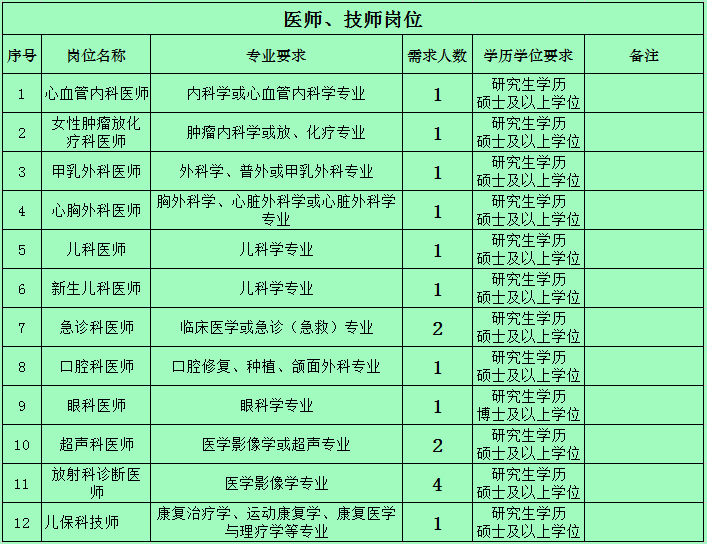 医师、技师岗位
序号 岗位名称 专业要求 需求人数 学历学位要求 备注
1 心血管内科医师 内科学或心血管内科学专业 1 研究生学历
硕士及以上学位
2 女性肿瘤放化
疗科医师 肿瘤内科学或放、化疗专业 1 研究生学历
硕士及以上学位
3 甲乳外科医师 外科学、普外或甲乳外科专业 1 研究生学历
硕士及以上学位
4 心胸外科医师 胸外科学、心脏外科学或心脏外科学
专业 1 研究生学历
硕士及以上学位
5 儿科医师 儿科学专业 1 研究生学历
硕士及以上学位
6 新生儿科医师 儿科学专业 1 研究生学历
硕士及以上学位
7 急诊科医师 临床医学或急诊（急救）专业 2 研究生学历
硕士及以上学位
8 口腔科医师 口腔修复、种植、颌面外科专业 1 研究生学历
硕士及以上学位
9 眼科医师 眼科学专业 1 研究生学历
博士及以上学位
10 超声科医师 医学影像学或超声专业 2 研究生学历
硕士及以上学位
11 放射科诊断医
师 医学影像学专业 4 研究生学历
硕士及以上学位
12 儿保科技师 康复治疗学、运动康复学、康复医学
与理疗学等专业 1 研究生学历
硕士及以上学位